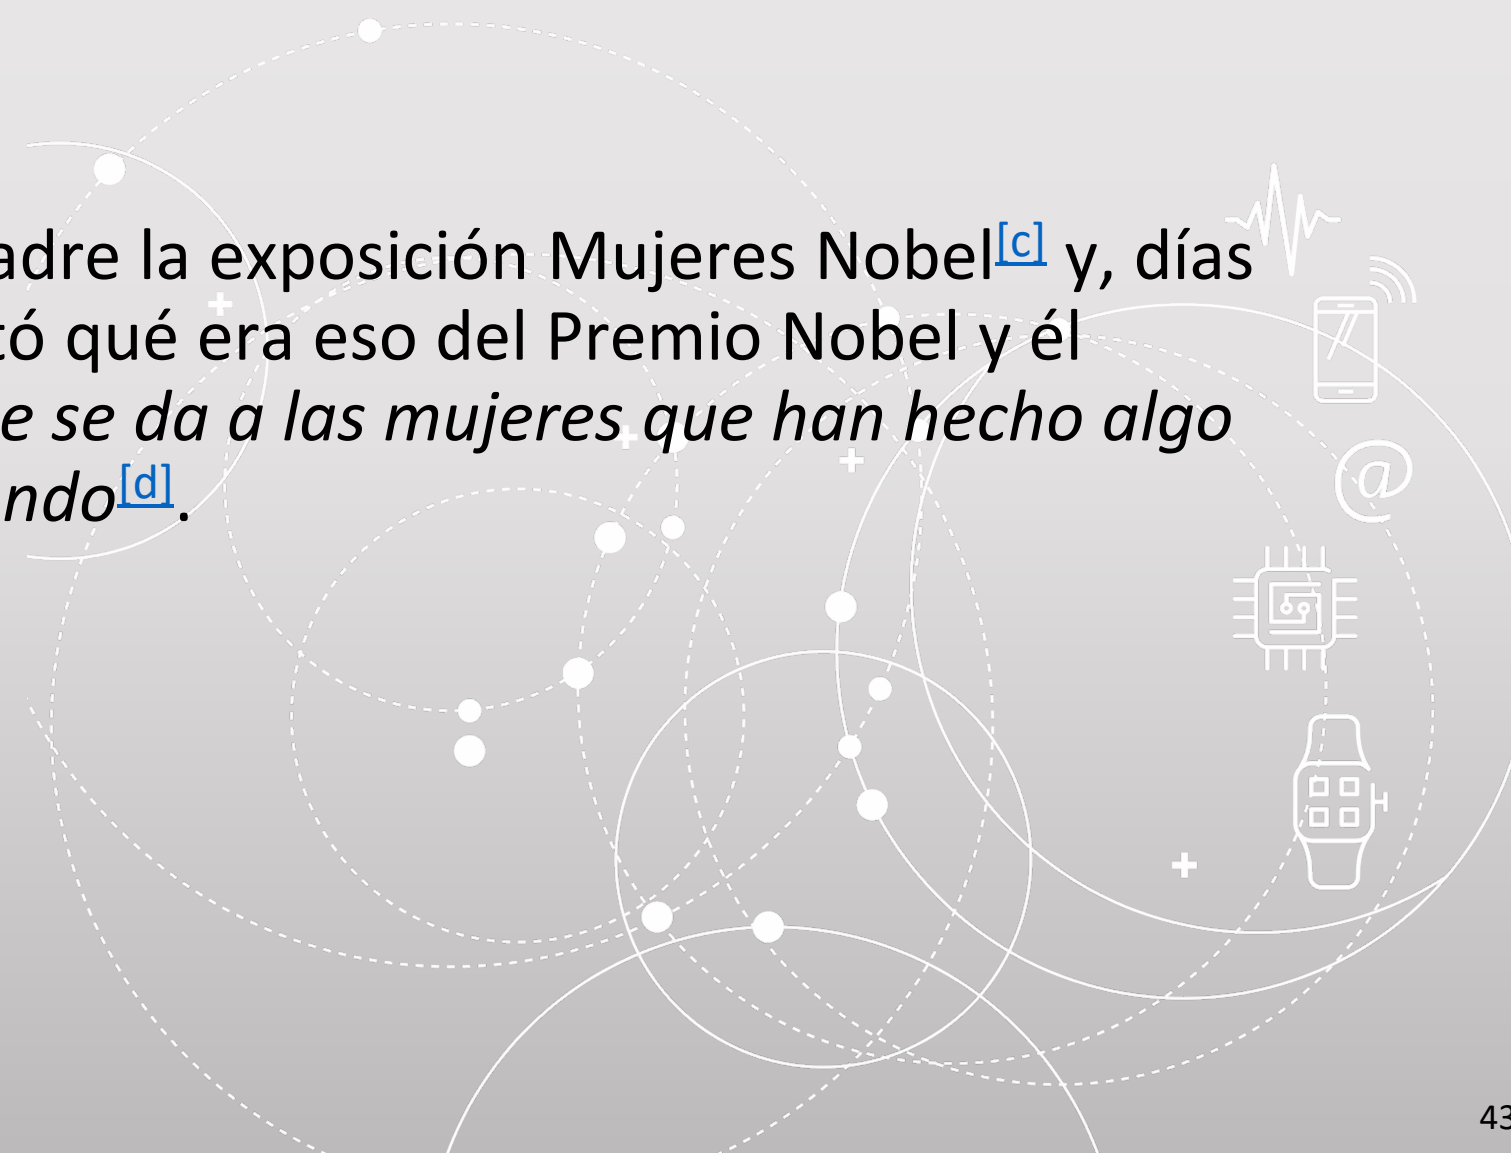 adre la exposición Mujeres Nobel[c] y, días
tó qué era eso del Premio Nobel y él
e se da a las mujeres que han hecho algo
ndo[d].
43